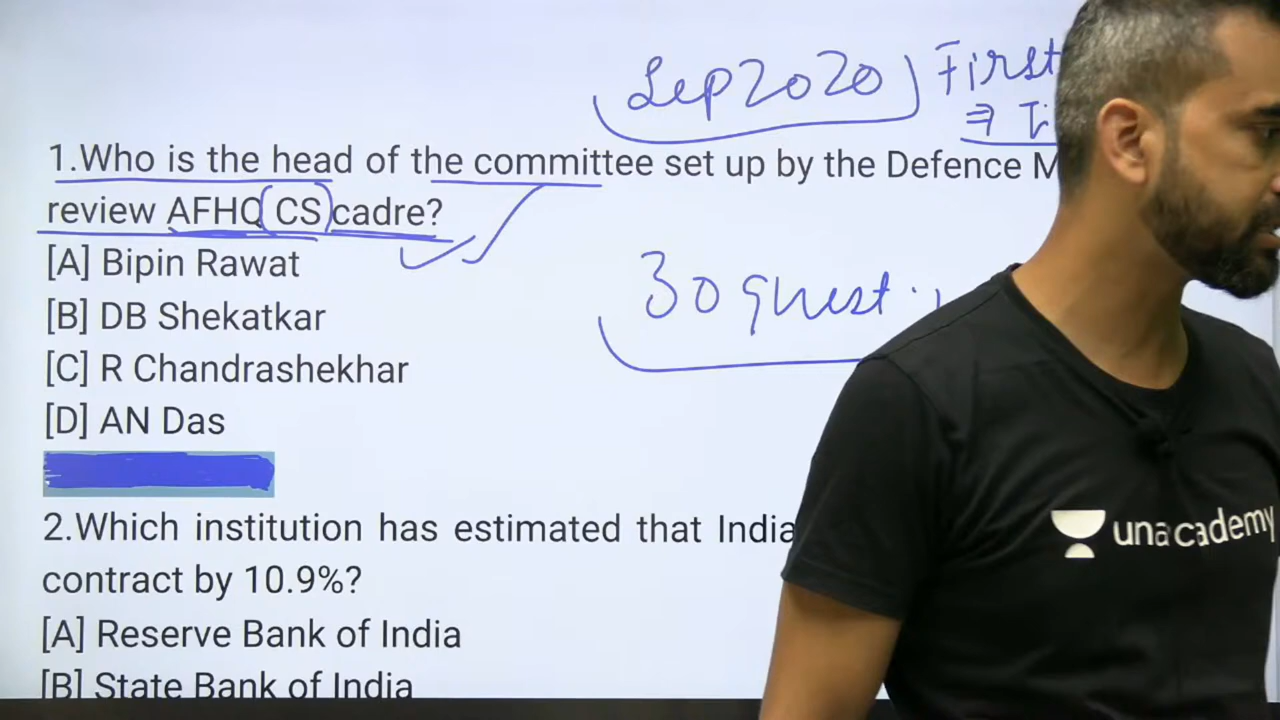 Sep 2020) First
1.Who is the head of the committee set up by the Defence M
review AFHQ (CS) cadre?
[A] Bipin Rawat
30 quest.
[B] DB Shekatkar
[C] R Chandrashekhar
[D] AN Das
2.Which institution has estimated that India
contract by 10.9%?
[A] Reserve Bank of India
[B] State Bank of India
unacademy